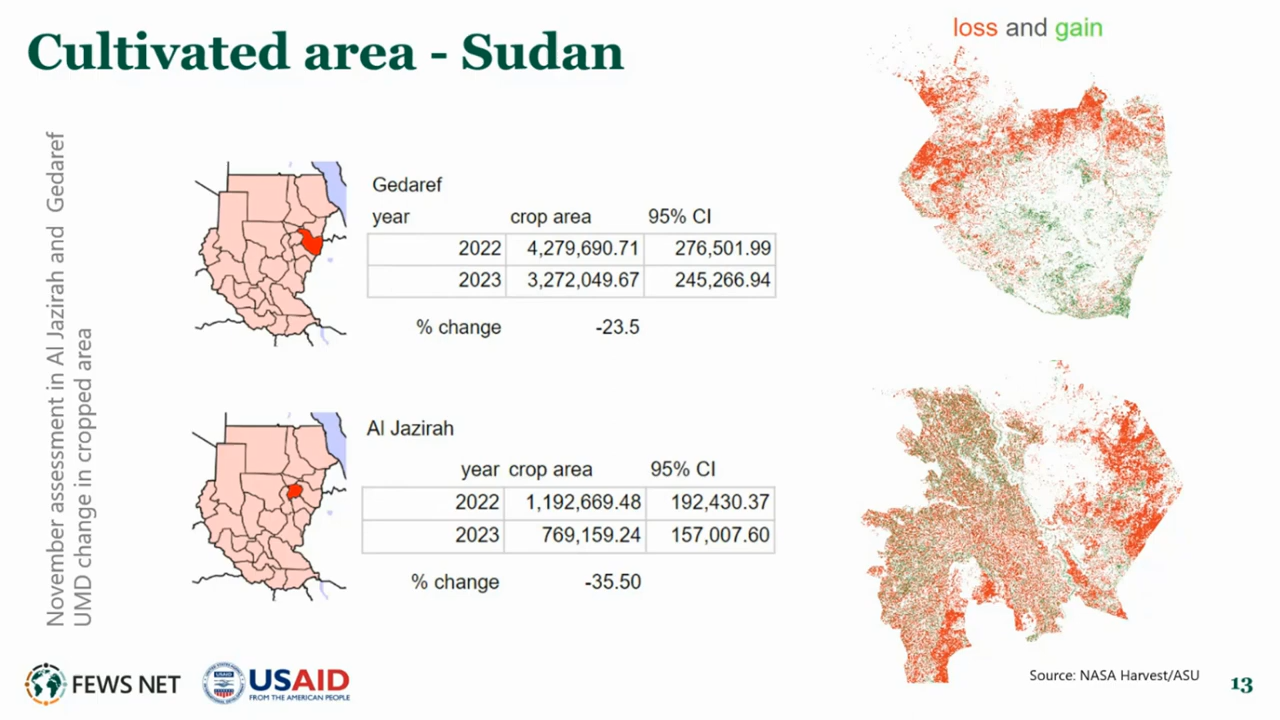 Cultivated area - Sudan
loss and gain
November assessment in Al Jazirah and Gedaref
UMD change in cropped area
Gedaref
year crop area 95% CI
2022 4,279,690.71 276,501.99
2023 3,272,049.67 245,266.94
% change -23.5
Al Jazirah
year crop area 95% CI
2022 1,192,669.48 192,430.37
2023 769,159.24 157,007.60
% change -35.50
FEWS NET
USAID
FROM THE AMERICAN PEOPLE
Source: NASA Harvest/ASU
13